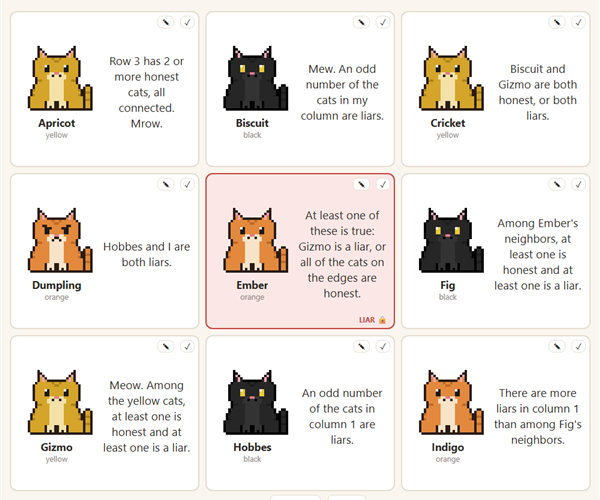 Row 3 has 2 or
more honest
cats, all
connected.
Mrow.
Apricot
yellow
Mew. An odd
number of the
cats in my
column are liars.
Biscuit
black
Biscuit and
Gizmo are both
honest, or both
liars.
Cricket
yellow
Hobbes and I are
both liars.
Dumpling
orange
At least one of
these is true:
Gizmo is a liar, or
all of the cats on
the edges are
honest.
Ember
orange
LIAR
Among Ember's
neighbors, at
least one is
honest and at
least one is a liar.
Fig
black
Meow. Among
the yellow cats,
at least one is
honest and at
least one is a liar.
Gizmo
yellow
An odd number
of the cats in
column 1 are
liars.
Hobbes
black
There are more
liars in column 1
than among Fig's
neighbors.
Indigo
orange